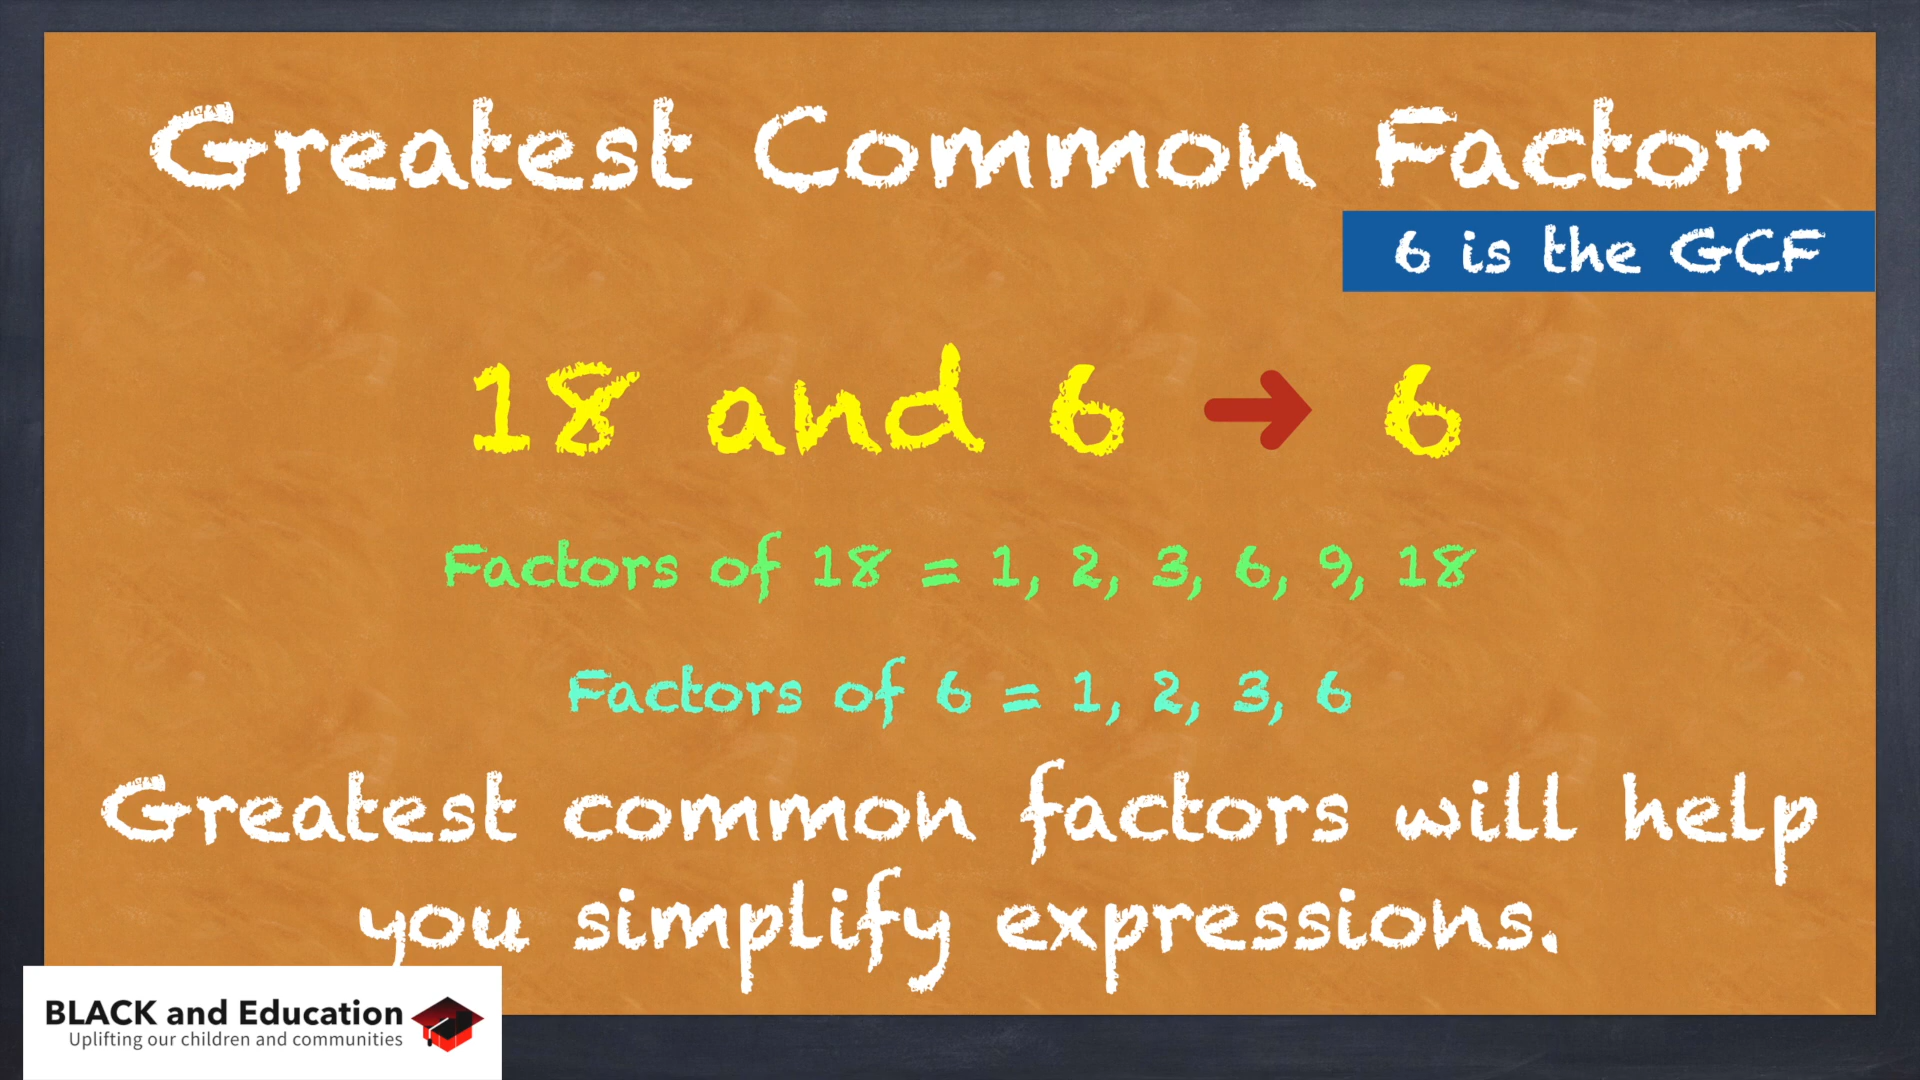 Greatest Common Factor
6 is the GCF
18 and 6 → 6
Factors of 18 = 1, 2, 3, 6, 9, 18
Factors of 6 = 1, 2, 3, 6
Greatest common factors will help
you simplify expressions.
BLACK and Education
Uplifting our children and communities